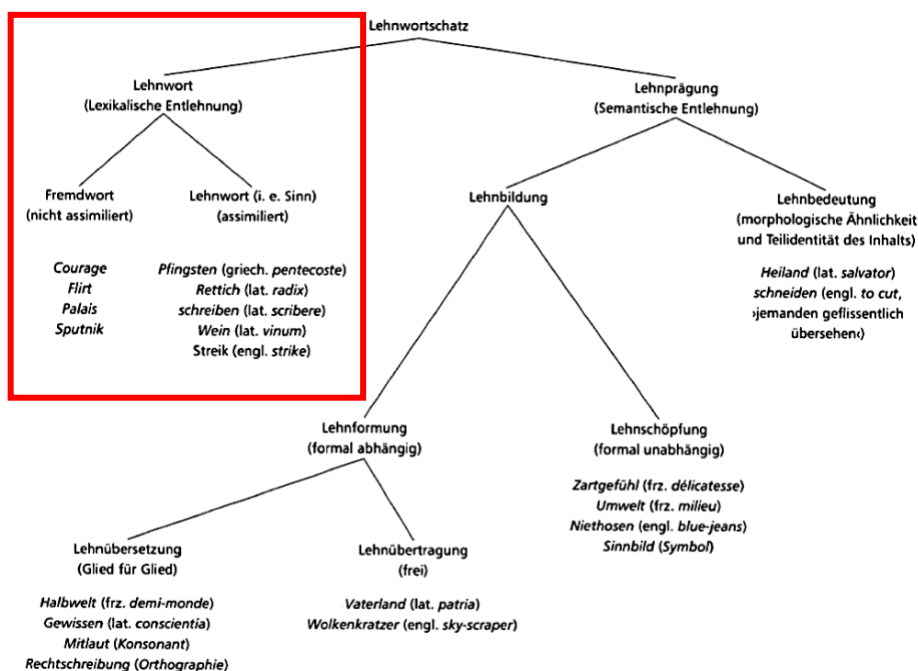 Lehnwortschatz
Lehnwort
(Lexikalische Entlehnung)
Lehnprägung
(Semantische Entlehnung)
Fremdwort
(nicht assimiliert)
Lehnwort (i. e. Sinn)
(assimiliert)
Lehnbildung
Lehnbedeutung
(morphologische Ähnlichkeit
und Teilidentität des Inhalts)
Courage
Flirt
Palais
Sputnik
Pfingsten (griech. pentecoste)
Rettich (lat. radix)
schreiben (lat. scribere)
Wein (lat. vinum)
Streik (engl. strike)
Heiland (lat. salvator)
schneiden (engl. to cut,
›jemanden geflissentlich
übersehen‹)
Lehnformung
(formal abhängig)
Lehnschöpfung
(formal unabhängig)
Zartgefühl (frz. délicatesse)
Umwelt (frz. milieu)
Niethosen (engl. blue-jeans)
Sinnbild (Symbol)
Lehnübersetzung
(Glied für Glied)
Lehnübertragung
(frei)
Halbwelt (frz. demi-monde)
Gewissen (lat. conscientia)
Mitlaut (Konsonant)
Rechtschreibung (Orthographie)
Vaterland (lat. patria)
Wolkenkratzer (engl. sky-scraper)